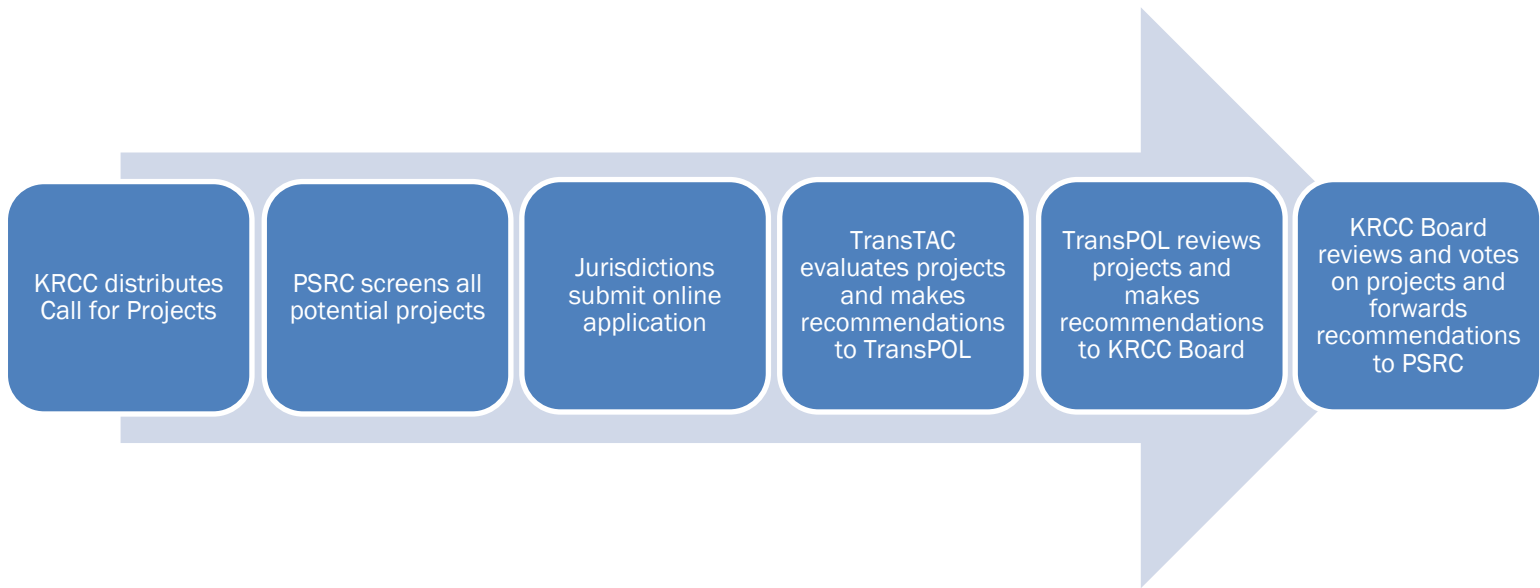 KRCC distributes
Call for Projects
PSRC screens all
potential projects
Jurisdictions
submit online
application
TransTAC
evaluates projects
and makes
recommendations
to TransPOL
TransPOL reviews
projects and
makes
recommendations
to KRCC Board
KRCC Board
reviews and votes
on projects and
forwards
recommendations
to PSRC